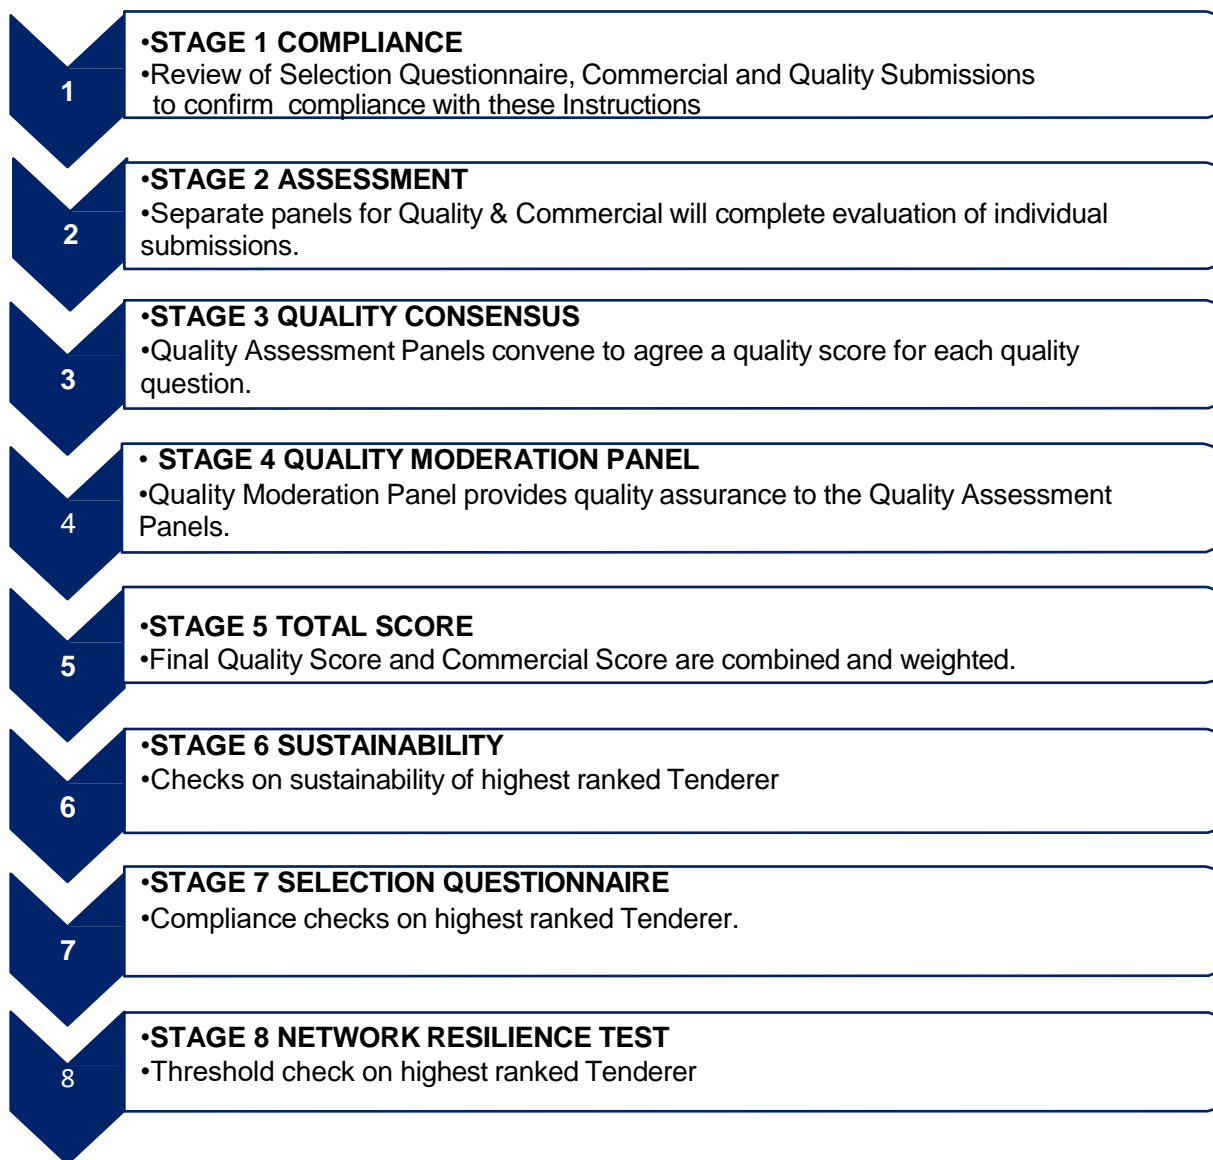 1
•STAGE 1 COMPLIANCE
•Review of Selection Questionnaire, Commercial and Quality Submissions
to confirm compliance with these Instructions
2
•STAGE 2 ASSESSMENT
•Separate panels for Quality & Commercial will complete evaluation of individual
submissions.
3
•STAGE 3 QUALITY CONSENSUS
•Quality Assessment Panels convene to agree a quality score for each quality
question.
4
• STAGE 4 QUALITY MODERATION PANEL
•Quality Moderation Panel provides quality assurance to the Quality Assessment
Panels.
5
•STAGE 5 TOTAL SCORE
•Final Quality Score and Commercial Score are combined and weighted.
6
•STAGE 6 SUSTAINABILITY
•Checks on sustainability of highest ranked Tenderer
7
•STAGE 7 SELECTION QUESTIONNAIRE
•Compliance checks on highest ranked Tenderer.
8
•STAGE 8 NETWORK RESILIENCE TEST
•Threshold check on highest ranked Tenderer